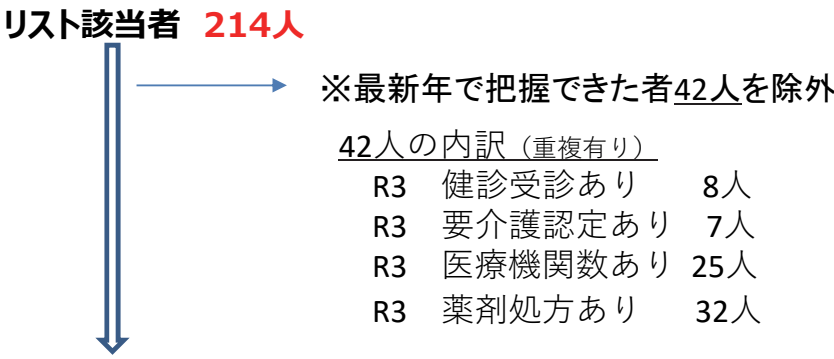 リスト該当者 214人
※最新年で把握できた者42人を除外
42人の内訳（重複有り）
R3 健診受診あり 8人
R3 要介護認定あり 7人
R3 医療機関数あり 25人
R3 薬剤処方あり 32人